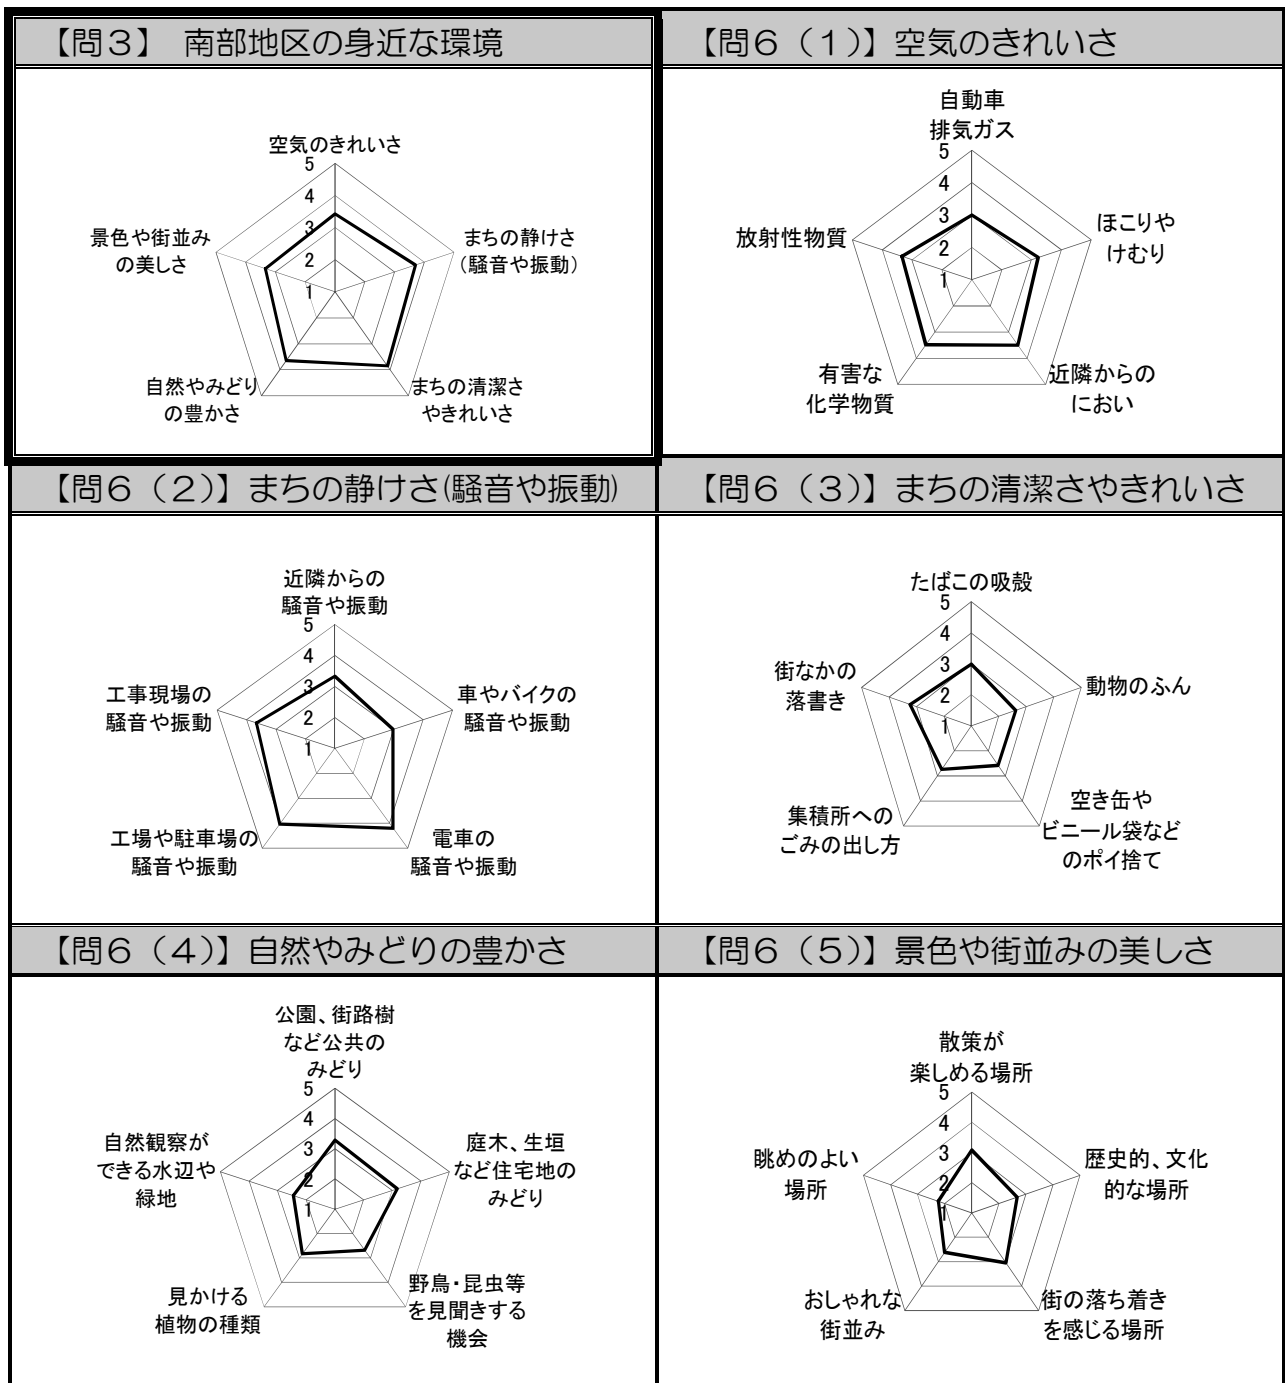 【問3】 南部地区の身近な環境
空気のきれいさ
5
4
3
2
1
まちの静けさ
（騒音や振動）
まちの清潔さ
やきれいさ
自然やみどり
の豊かさ
景色や街並み
の美しさ
【問6（1）】空気のきれいさ
自動車
排気ガス
5
4
3
2
1
ほこりや
けむり
近隣からの
におい
有害な
化学物質
放射性物質
【問6（2）】まちの静けさ(騒音や振動)
近隣からの
騒音や振動
5
4
3
2
1
車やバイクの
騒音や振動
電車の
騒音や振動
工場や駐車場の
騒音や振動
工事現場の
騒音や振動
【問6（3）】まちの清潔さやきれいさ
たばこの吸殻
5
4
3
2
1
動物のふん
空き缶や
ビニール袋など
のポイ捨て
集積所への
ごみの出し方
街なかの
落書き
【問6（4）】自然やみどりの豊かさ
公園、街路樹
など公共の
みどり
5
4
3
2
1
庭木、生垣
など住宅地の
みどり
野鳥・昆虫等
を見聞きする
機会
見かける
植物の種類
自然観察が
できる水辺や
緑地
【問6（5）】景色や街並みの美しさ
散策が
楽しめる場所
5
4
3
2
1
歴史的、文化
的な場所
街の落ち着き
を感じる場所
おしゃれな
街並み
眺めのよい
場所